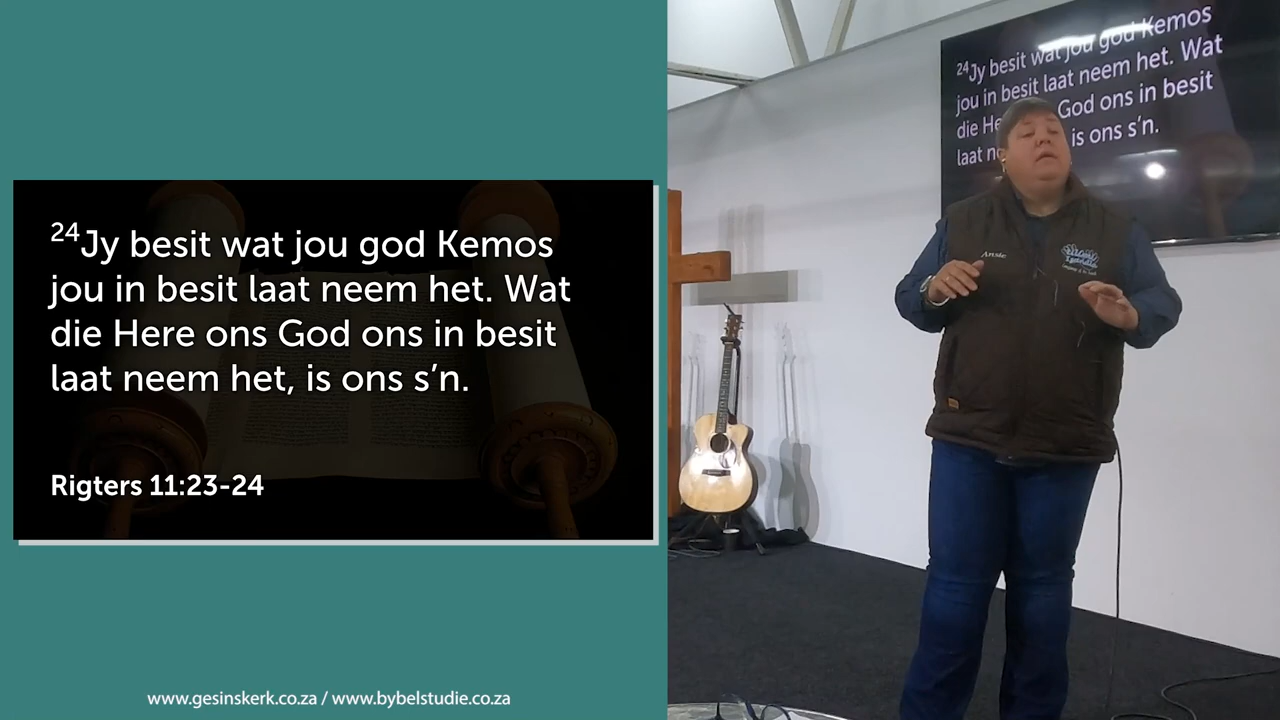 ²⁴Jy besit wat jou god Kemos
jou in besit laat neem het. Wat
die Here ons God ons in besit
laat neem het, is ons s’n.
Rigters 11:23-24
www.gesinskerk.co.za / www.bybelstudie.co.za
²⁴Jy besit wat jou god Kemos
jou in besit laat neem het. Wat
die He God ons in besit
laat ne is ons s’n.
Ansie